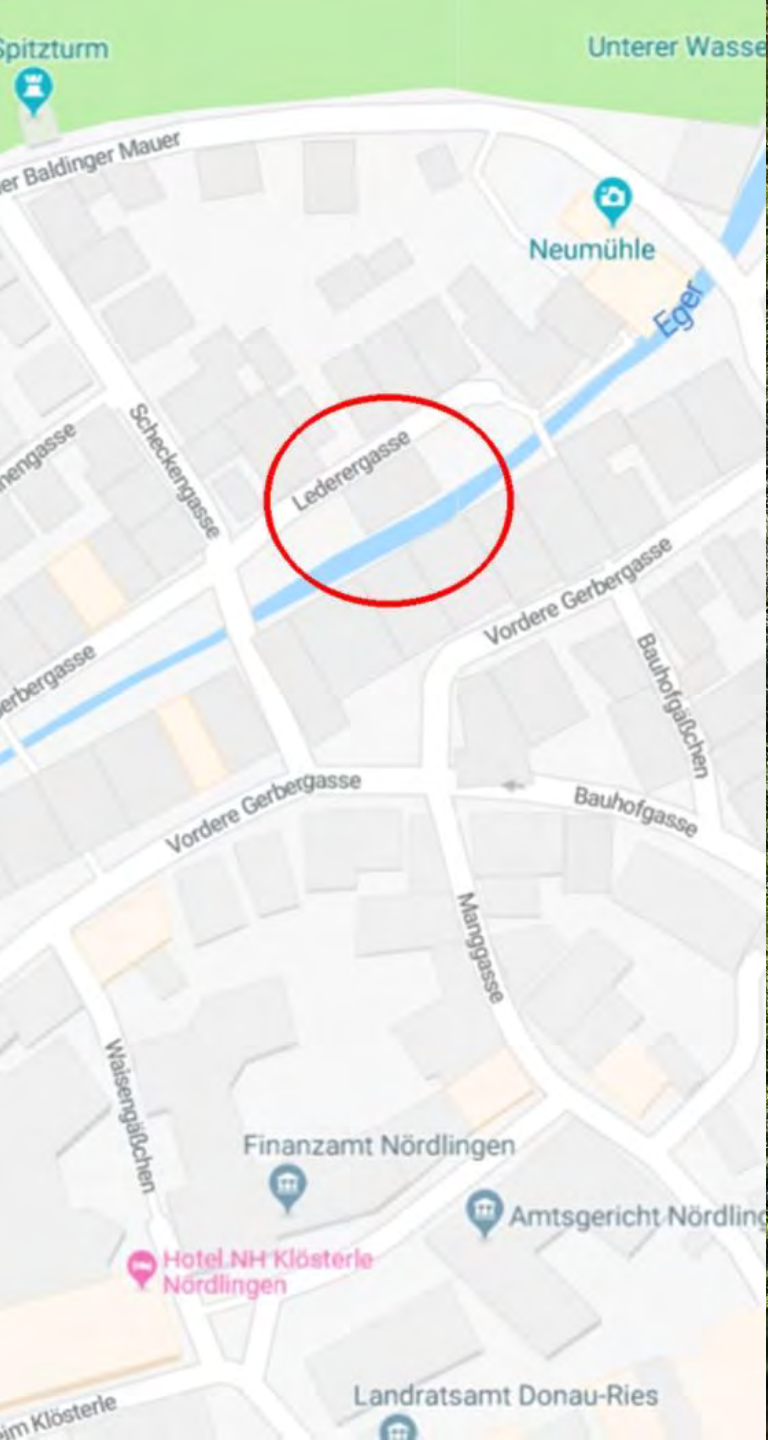 Spitzturm
Unterer Wasse
er Baldinger Mauer
Neumühle
Eger
Scheckengasse
Lederergasse
nengasse
Vordere Gerbergasse
erbergasse
Bauhofgäßchen
Vordere Gerbergasse
Bauhofgasse
Manggasse
Waisengäßchen
Finanzamt Nördlingen
Amtsgericht Nördling
Hotel NH Klösterle
Nördlingen
Landratsamt Donau-Ries
eim Klösterle